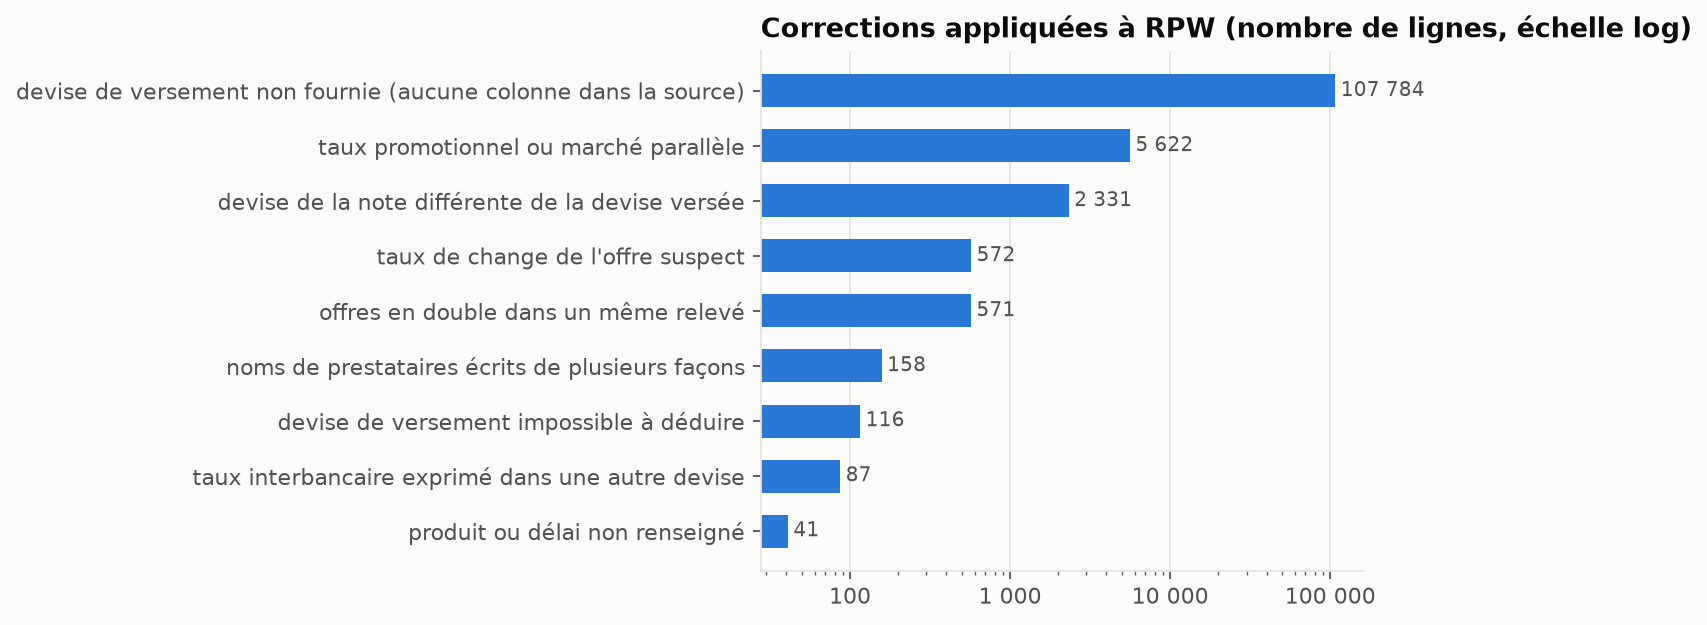 Corrections appliquées à RPW (nombre de lignes, échelle log)
devise de versement non fournie (aucune colonne dans la source) 107 784
taux promotionnel ou marché parallèle 5 622
devise de la note différente de la devise versée 2 331
taux de change de l'offre suspect 572
offres en double dans un même relevé 571
noms de prestataires écrits de plusieurs façons 158
devise de versement impossible à déduire 116
taux interbancaire exprimé dans une autre devise 87
produit ou délai non renseigné 41
100 1 000 10 000 100 000